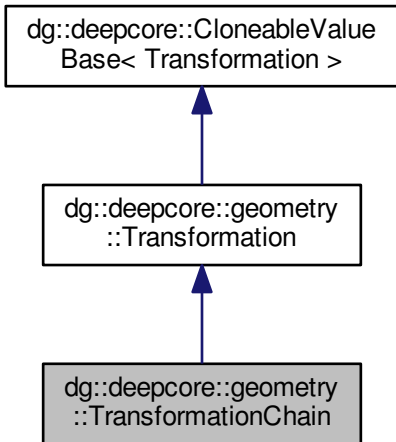 dg::deepcore::CloneableValue
Base< Transformation >
dg::deepcore::geometry
::Transformation
dg::deepcore::geometry
::TransformationChain